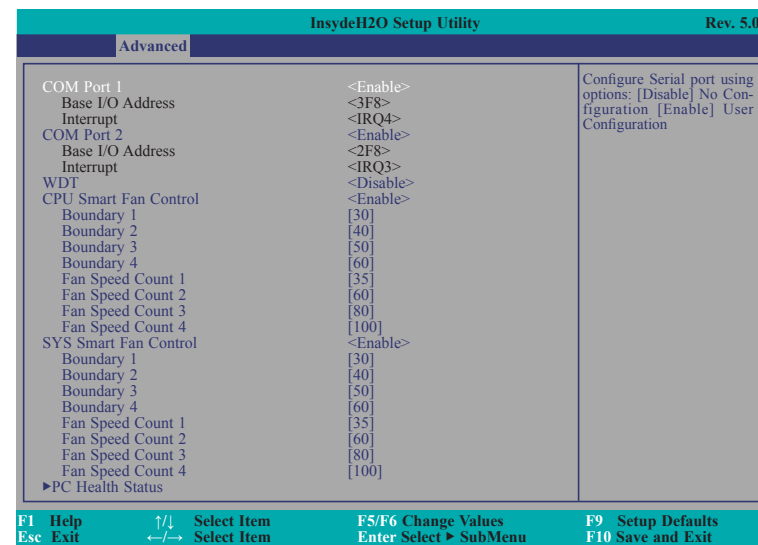 InsydeH2O Setup Utility Rev. 5.0
Advanced
COM Port 1 <Enable>
Base I/O Address <3F8>
Interrupt <IRQ4>
COM Port 2 <Enable>
Base I/O Address <2F8>
Interrupt <IRQ3>
WDT <Disable>
CPU Smart Fan Control <Enable>
Boundary 1 [30]
Boundary 2 [40]
Boundary 3 [50]
Boundary 4 [60]
Fan Speed Count 1 [35]
Fan Speed Count 2 [60]
Fan Speed Count 3 [80]
Fan Speed Count 4 [100]
SYS Smart Fan Control <Enable>
Boundary 1 [30]
Boundary 2 [40]
Boundary 3 [50]
Boundary 4 [60]
Fan Speed Count 1 [35]
Fan Speed Count 2 [60]
Fan Speed Count 3 [80]
Fan Speed Count 4 [100]
►PC Health Status
Configure Serial port using
options: [Disable] No Con-
figuration [Enable] User
Configuration
F1 Help ↑/↓ Select Item F5/F6 Change Values F9 Setup Defaults
Esc Exit ←/→ Select Item Enter Select ► SubMenu F10 Save and Exit